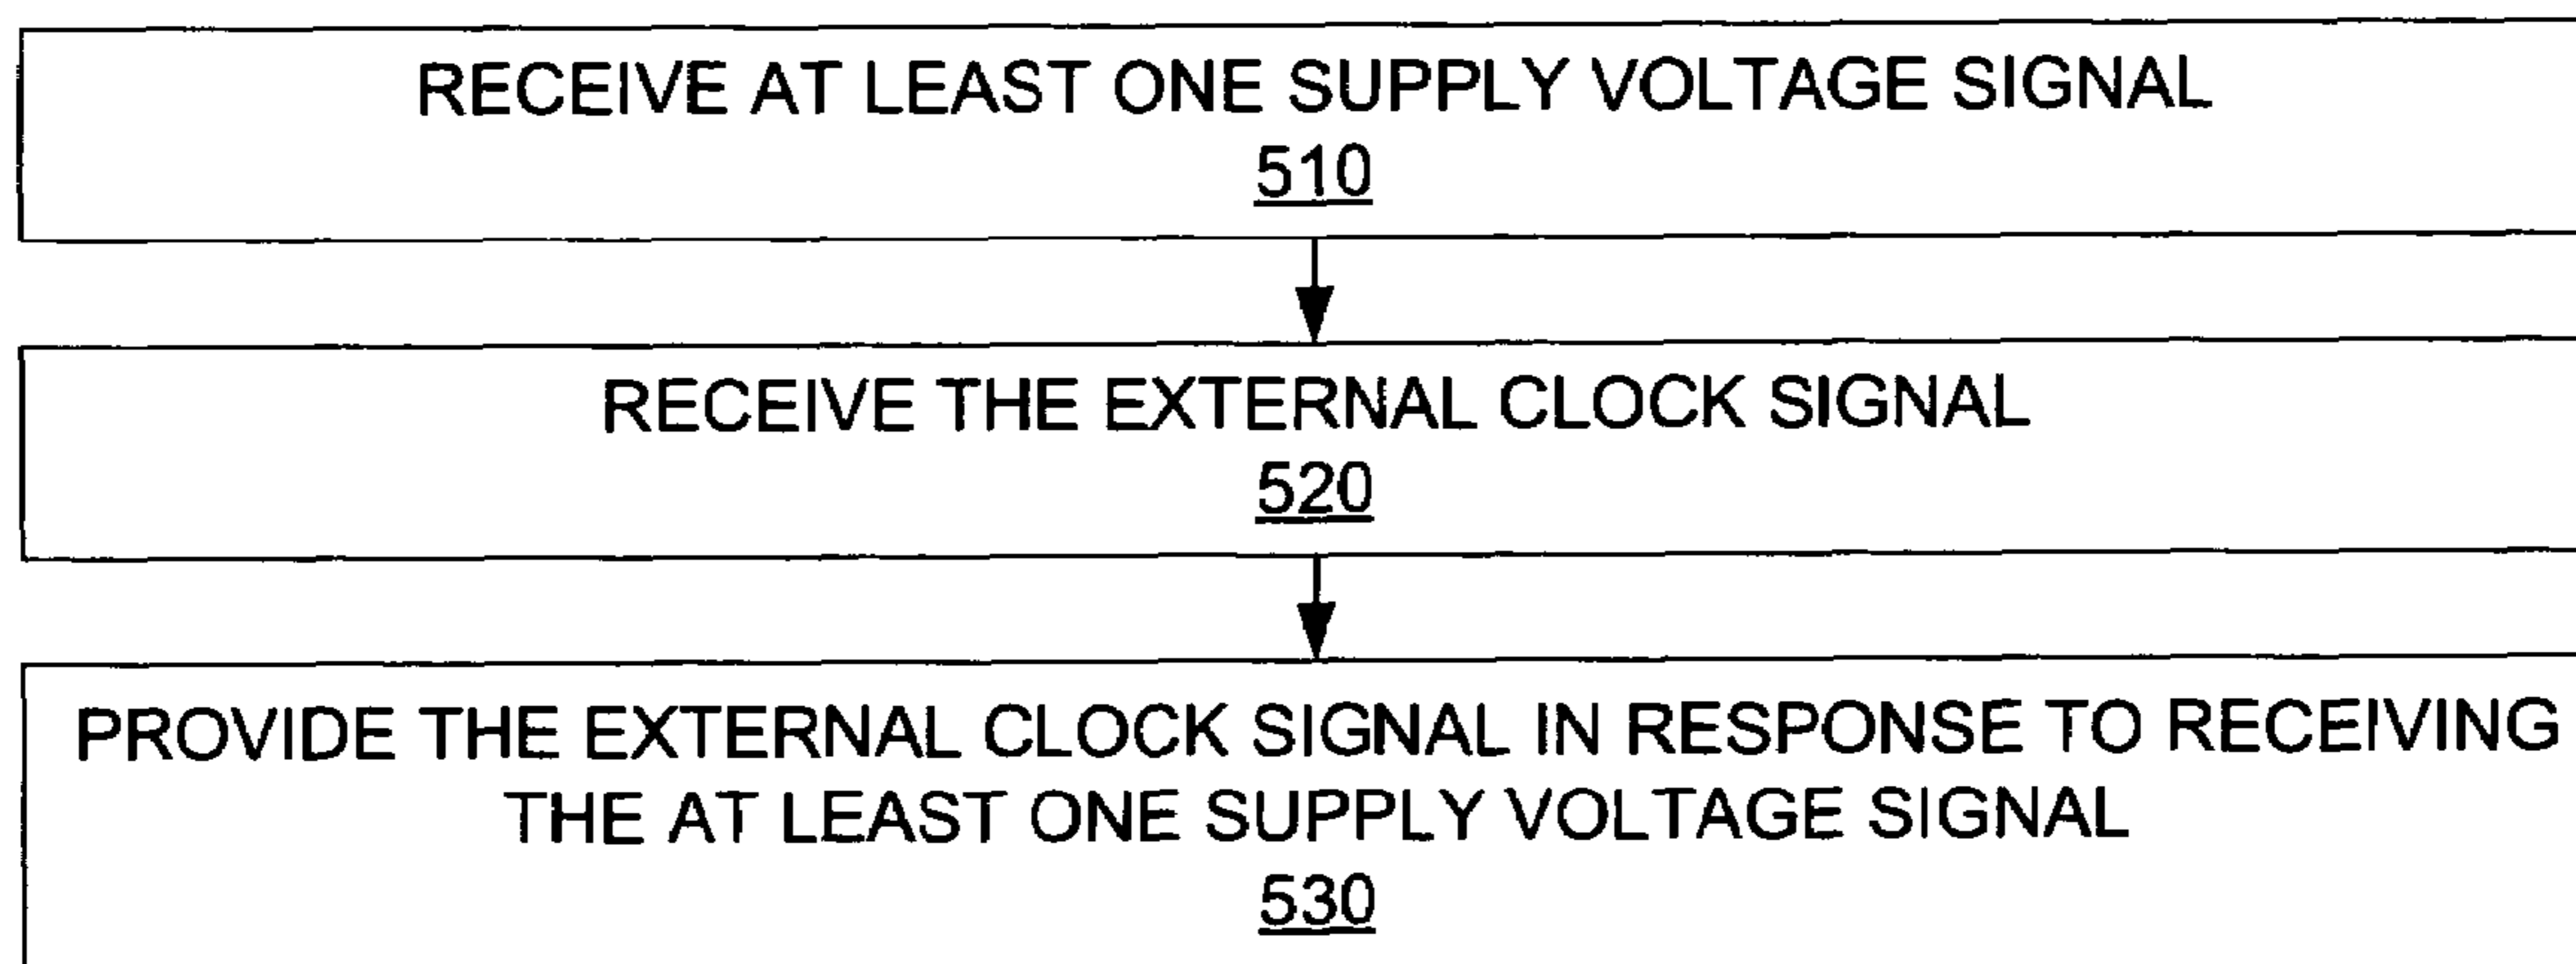 RECEIVE AT LEAST ONE SUPPLY VOLTAGE SIGNAL
510
RECEIVE THE EXTERNAL CLOCK SIGNAL
520
PROVIDE THE EXTERNAL CLOCK SIGNAL IN RESPONSE TO RECEIVING
THE AT LEAST ONE SUPPLY VOLTAGE SIGNAL
530